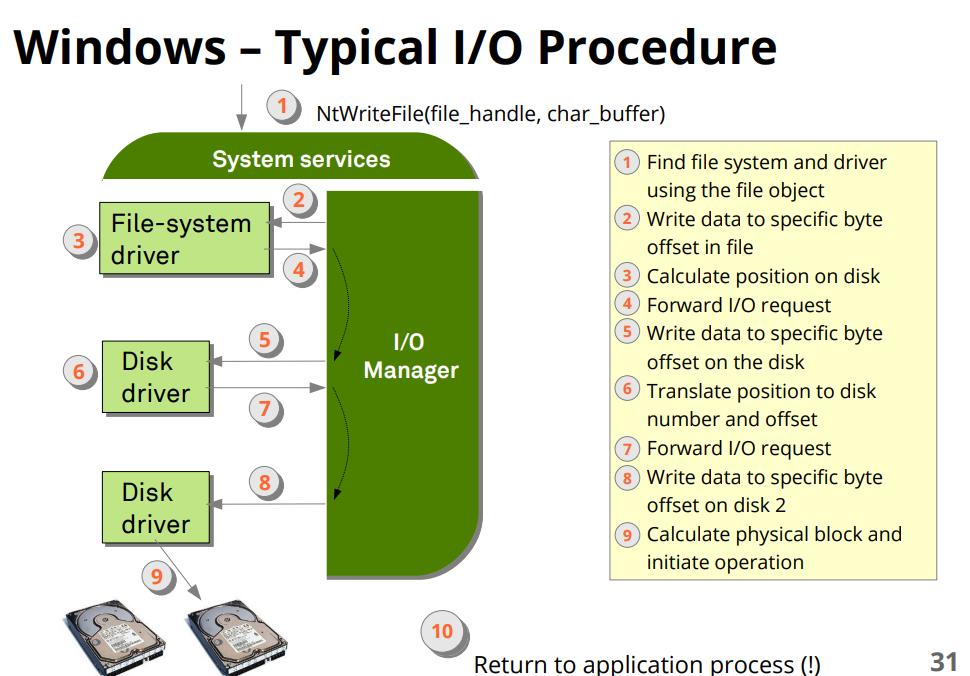 Windows – Typical I/O Procedure
1
NtWriteFile(file_handle, char_buffer)
System services
2
File-system
driver
3
4
5
I/O
Manager
Disk
driver
6
7
8
Disk
driver
9
1 Find file system and driver
using the file object
2 Write data to specific byte
offset in file
3 Calculate position on disk
4 Forward I/O request
5 Write data to specific byte
offset on the disk
6 Translate position to disk
number and offset
7 Forward I/O request
8 Write data to specific byte
offset on disk 2
9 Calculate physical block and
initiate operation
10
Return to application process (!)
31